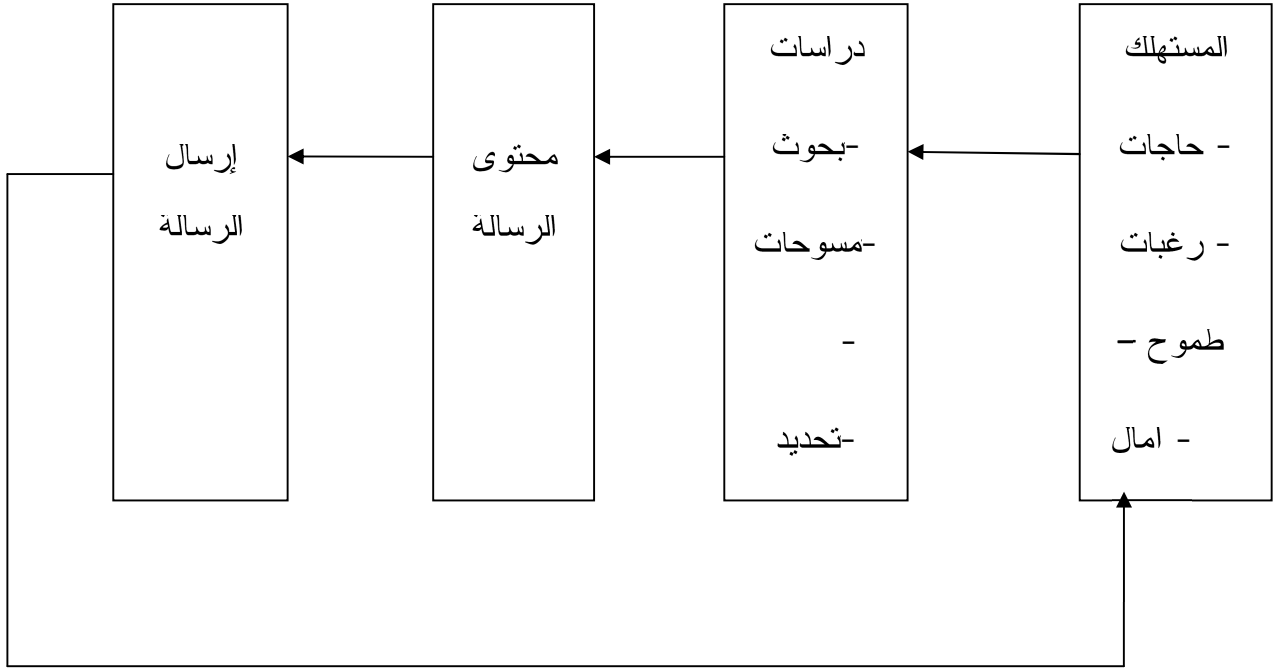 المستهلك
- حاجات
- رغبات
طموح –
- امال
دراسات
-بحوث
-مسوحات
-
-تحديد
محتوى
الرسالة
إرسال
الرسالة